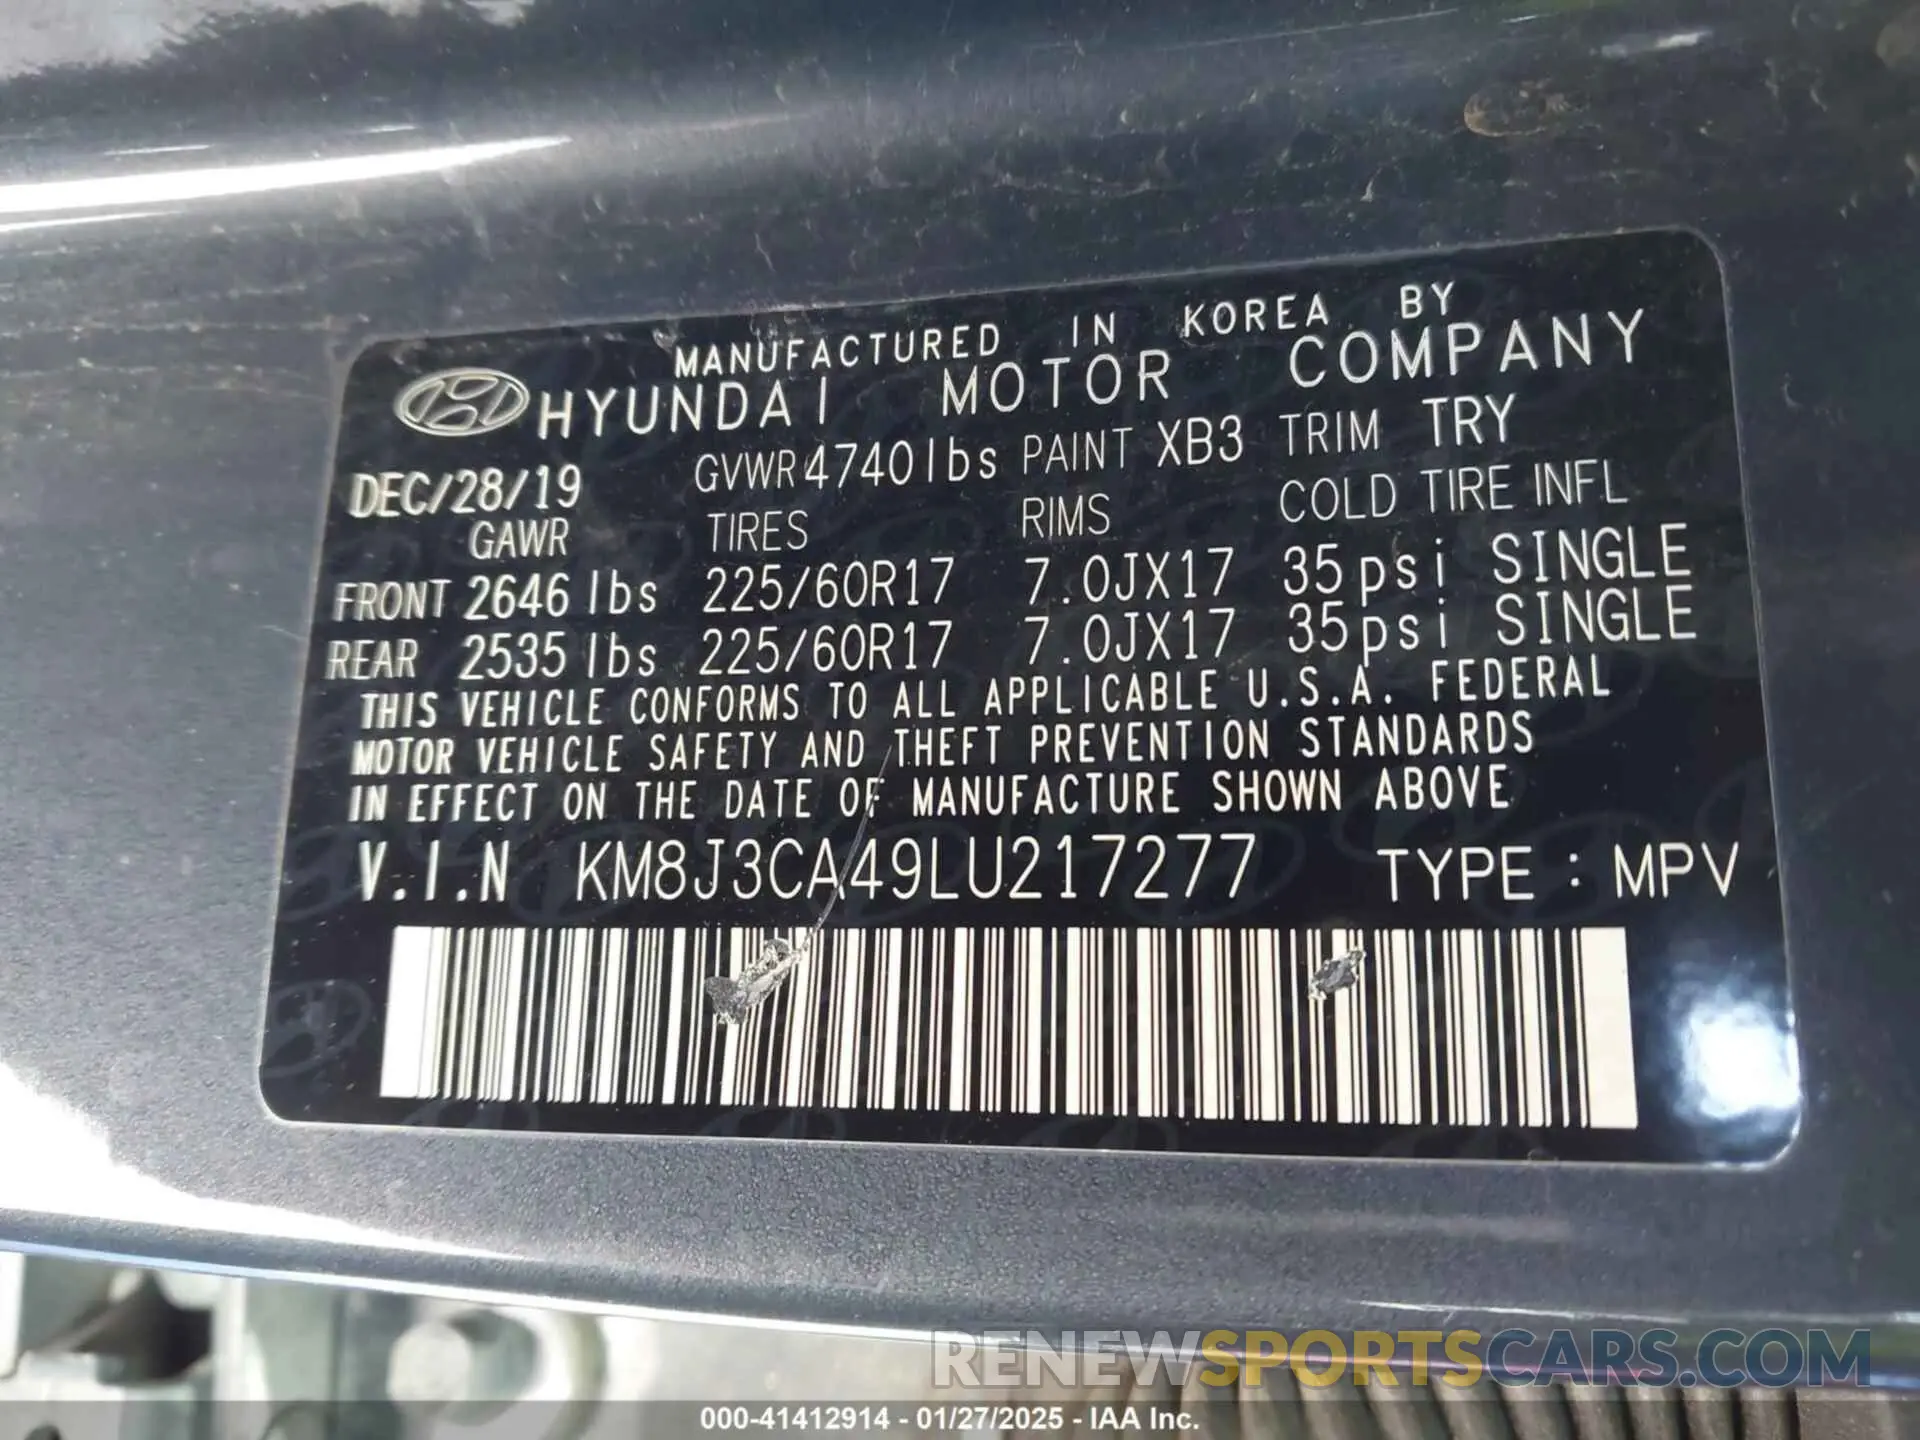 MANUFACTURED IN KOREA BY
HYUNDAI MOTOR COMPANY
DEC/28/19 GVWR 4740lbs PAINT XB3 TRIM TRY
GAWR TIRES RIMS COLD TIRE INFL
FRONT 2646 lbs 225/60R17 7.0JX17 35psi SINGLE
REAR 2535 lbs 225/60R17 7.0JX17 35psi SINGLE
THIS VEHICLE CONFORMS TO ALL APPLICABLE U.S.A. FEDERAL
MOTOR VEHICLE SAFETY AND THEFT PREVENTION STANDARDS
IN EFFECT ON THE DATE OF MANUFACTURE SHOWN ABOVE
V.I.N KM8J3CA49LU217277 TYPE : MPV
RENEWSPORTSCARS.COM
000-41412914 - 01/27/2025 - IAA Inc.